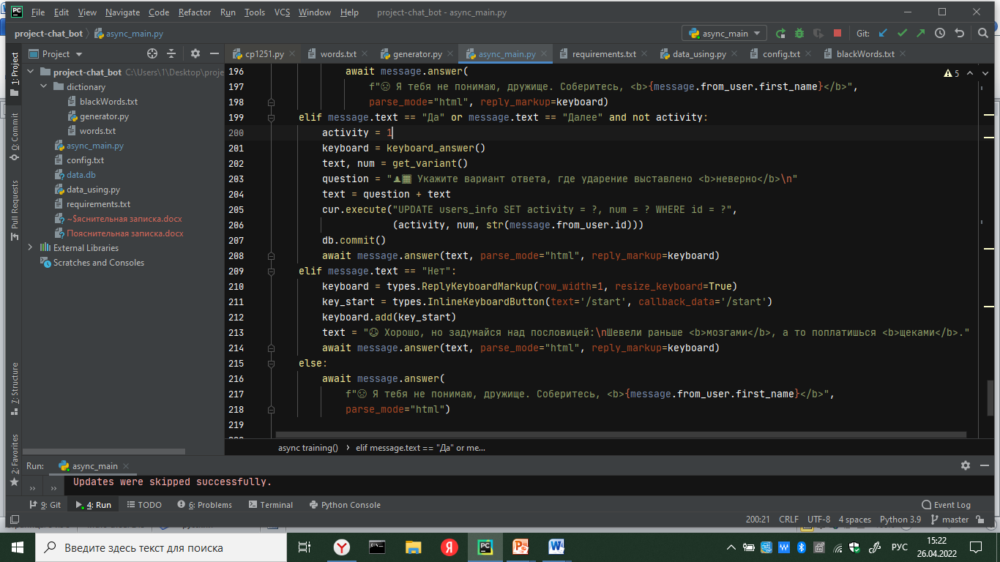 File Edit View Navigate Code Refactor Run Tools VCS Window Help project-chat_bot - async_main.py
project-chat_bot async_main.py async_main Git:
1: Project
0: Commit
Pull Requests
7: Structure
2: Favorites
Project
project-chat_bot C:\Users\1\Desktop\proje
dictionary
blackWords.txt
generator.py
words.txt
async_main.py
config.txt
data.db
data_using.py
requirements.txt
~$яснительная записка.docx
Пояснительная записка.docx
External Libraries
Scratches and Consoles
cp1251.py words.txt generator.py async_main.py requirements.txt data_using.py config.txt blackWords.txt
5
196 await message.answer(
197 f"😟 Я тебя не понимаю, дружище. Соберитесь, <b>{message.from_user.first_name}</b>",
198 parse_mode="html", reply_markup=keyboard)
199 elif message.text == "Да" or message.text == "Далее" and not activity:
200 activity = 1
201 keyboard = keyboard_answer()
202 text, num = get_variant()
203 question = " Укажите вариант ответа, где ударение выставлено <b>неверно</b>\n"
204 text = question + text
205 cur.execute("UPDATE users_info SET activity = ?, num = ? WHERE id = ?",
206 (activity, num, str(message.from_user.id)))
207 db.commit()
208 await message.answer(text, parse_mode="html", reply_markup=keyboard)
209 elif message.text == "Нет":
210 keyboard = types.ReplyKeyboardMarkup(row_width=1, resize_keyboard=True)
211 key_start = types.InlineKeyboardButton(text='/start', callback_data='/start')
212 keyboard.add(key_start)
213 text = "😟 Хорошо, но задумайся над пословицей:\nШевели раньше <b>мозгами</b>, а то поплатишься <b>щеками</b>."
214 await message.answer(text, parse_mode="html", reply_markup=keyboard)
215 else:
216 await message.answer(
217 f"😟 Я тебя не понимаю, дружище. Соберитесь, <b>{message.from_user.first_name}</b>",
218 parse_mode="html")
219
async training() elif message.text == "Да" or me...
Run: async_main
Updates were skipped successfully.
9: Git 4: Run TODO 6: Problems Terminal Python Console Event Log
200:21 CRLF UTF-8 4 spaces Python 3.9 master
Введите здесь текст для поиска
РУС
15:22
26.04.2022